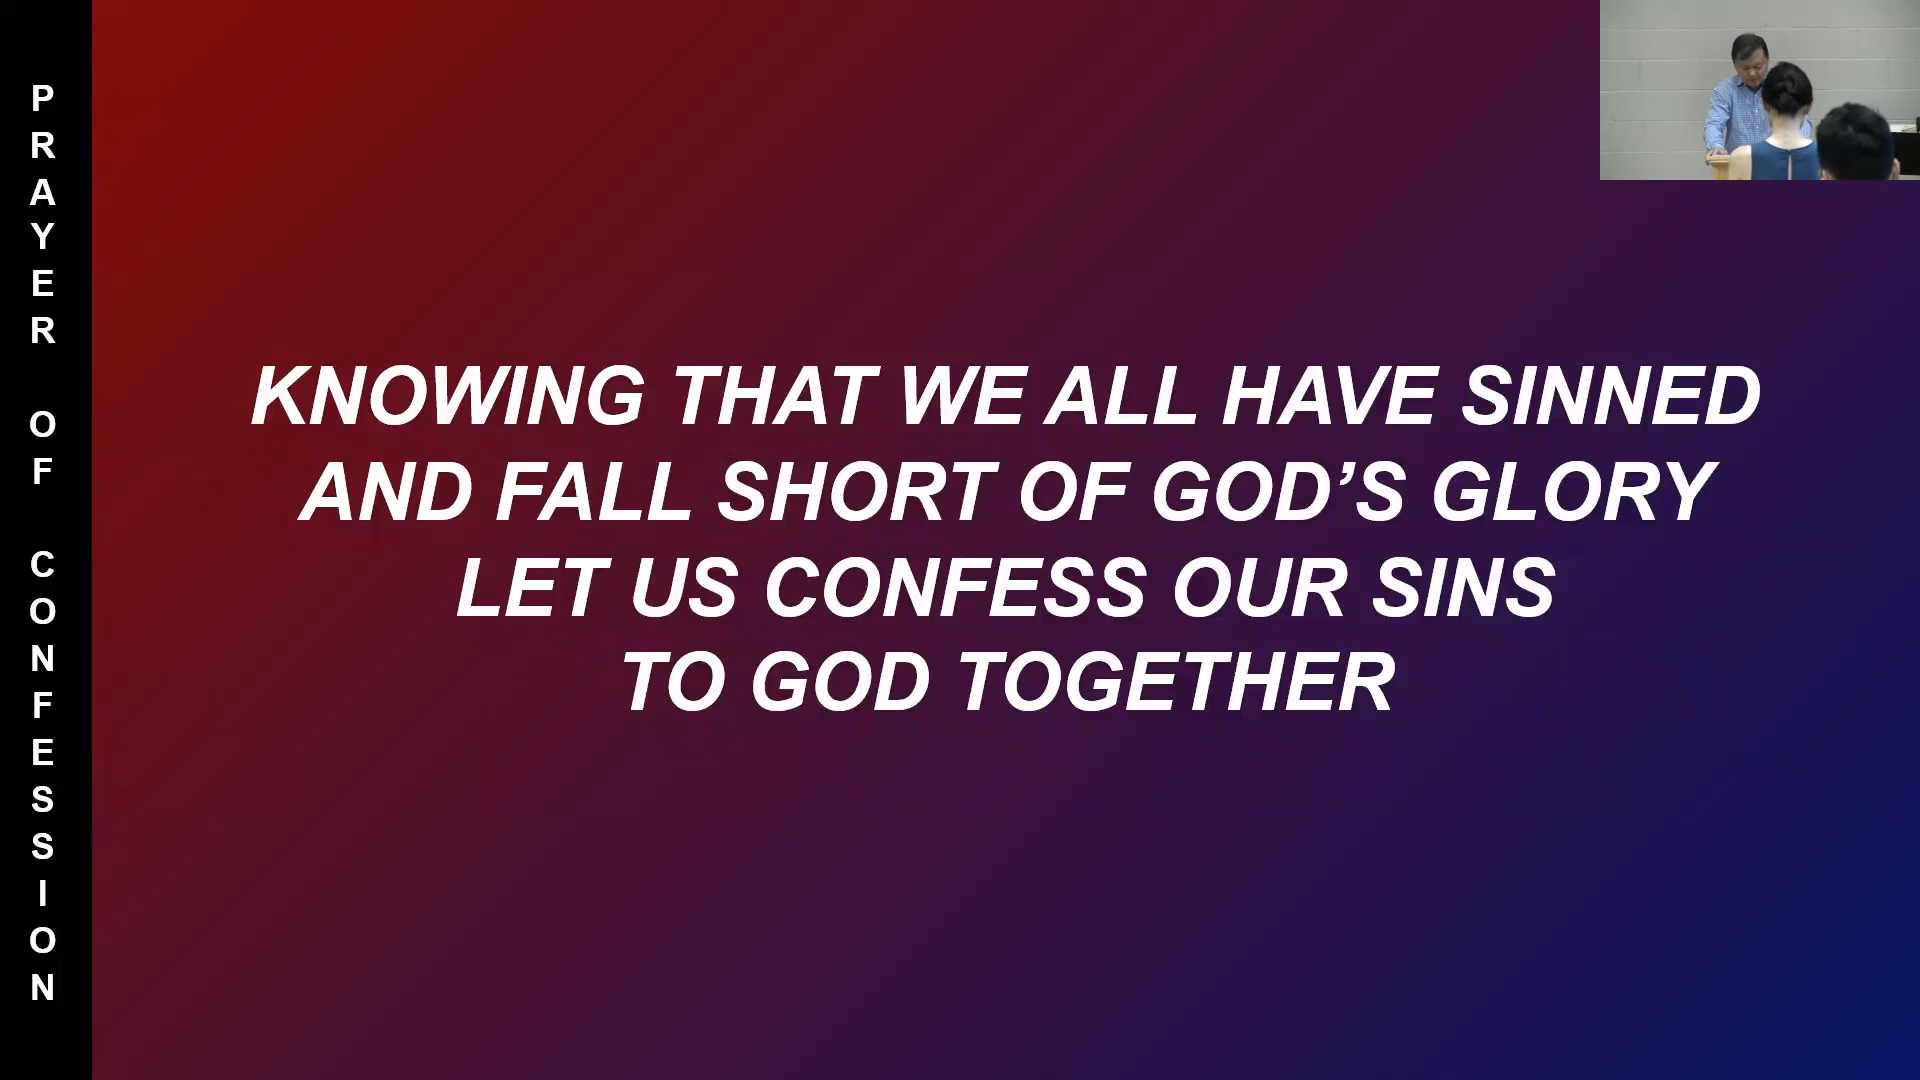 PRAYER OF CONFESSION
KNOWING THAT WE ALL HAVE SINNED
AND FALL SHORT OF GOD’S GLORY
LET US CONFESS OUR SINS
TO GOD TOGETHER